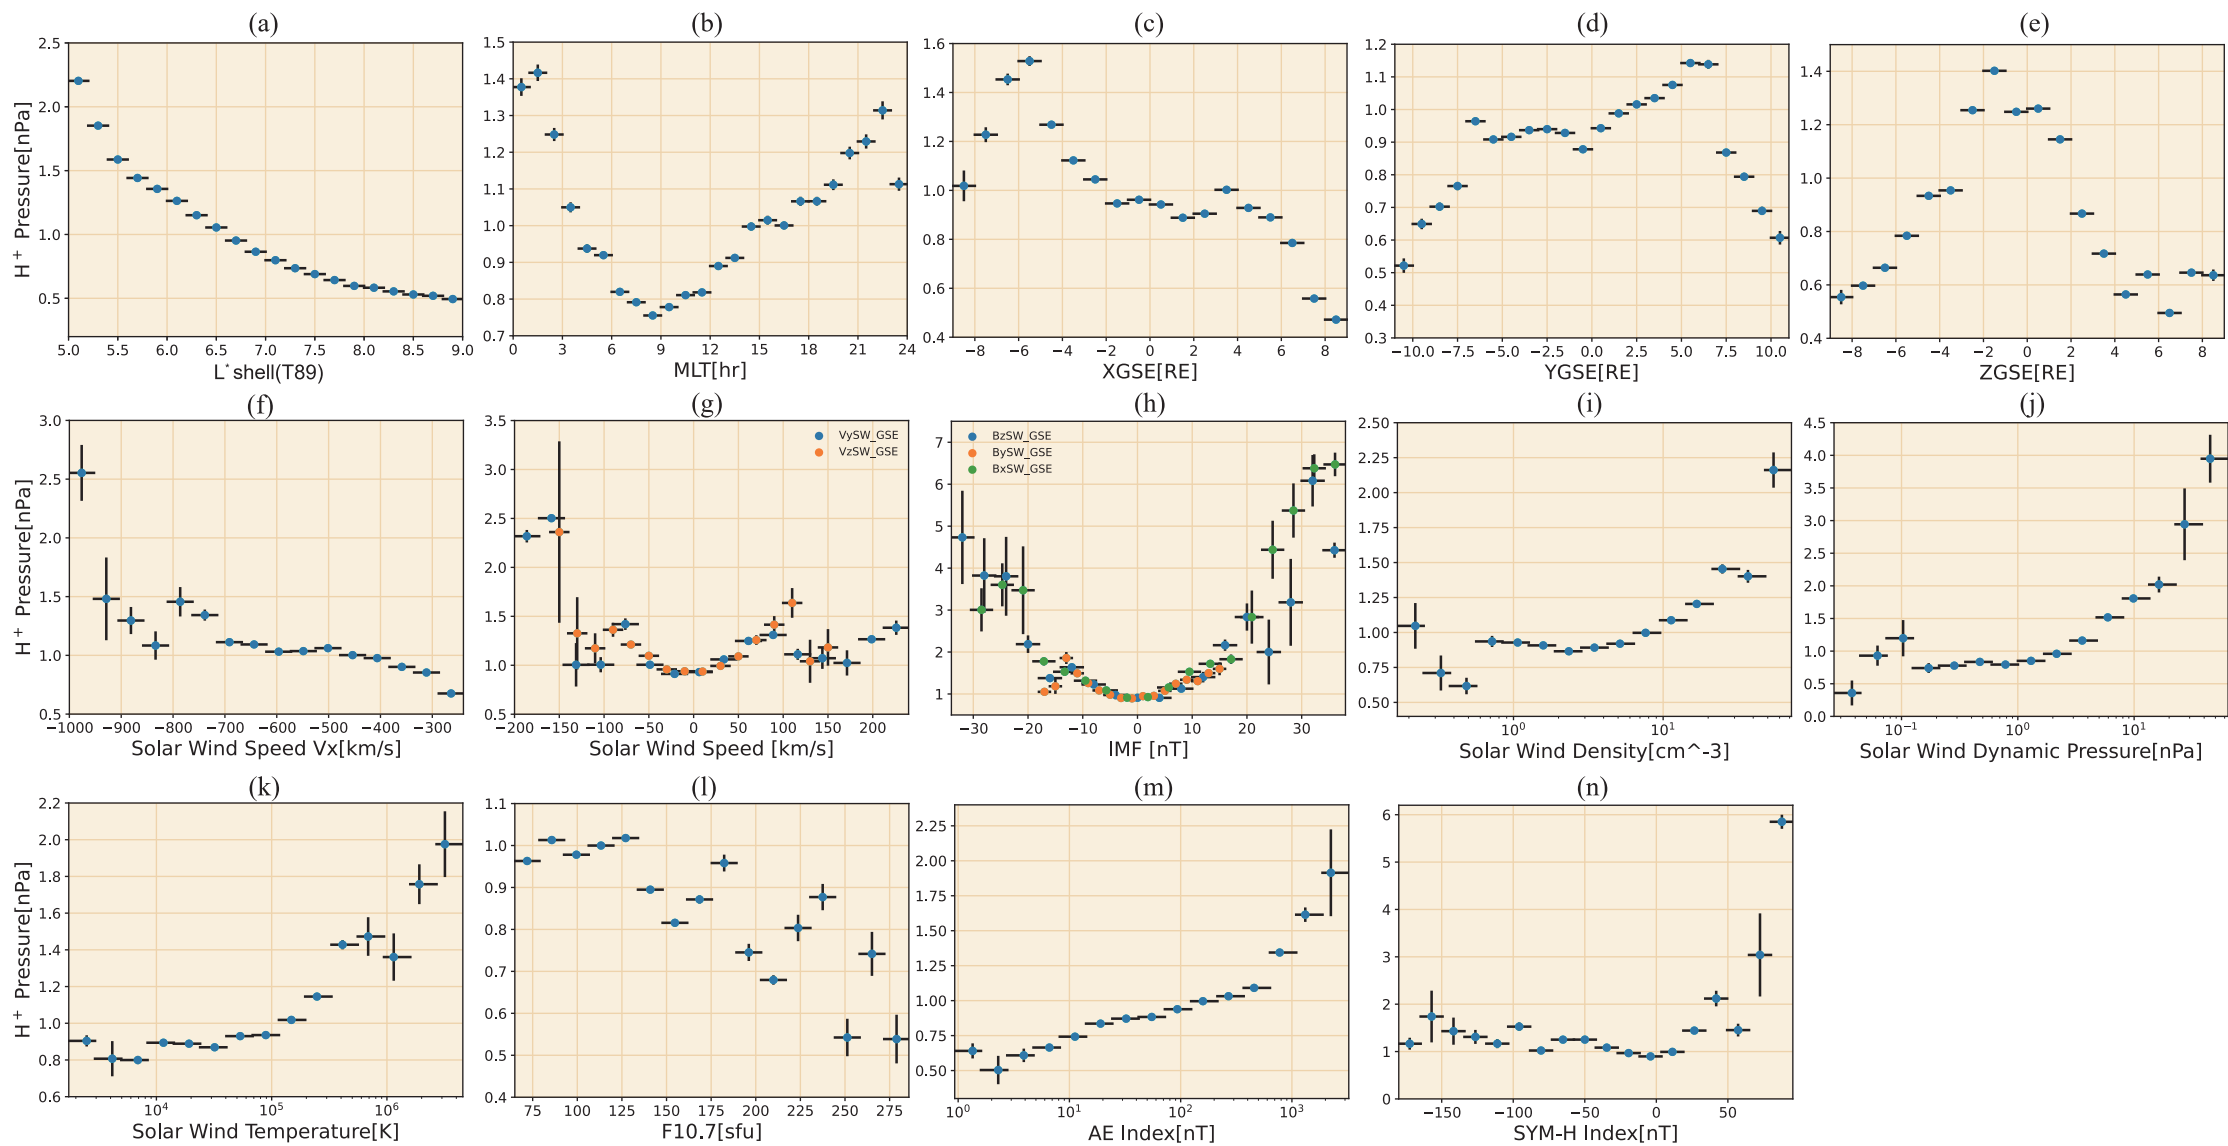 (a)
(b)
(c)
(d)
(e)
H⁺ Pressure[nPa]
2.5
2.0
1.5
1.0
0.5
5.0 5.5 6.0 6.5 7.0 7.5 8.0 8.5 9.0
L* shell(T89)
1.5
1.4
1.3
1.2
1.1
1.0
0.9
0.8
0.7
0 3 6 9 12 15 18 21 24
MLT[hr]
1.6
1.4
1.2
1.0
0.8
0.6
0.4
−8 −6 −4 −2 0 2 4 6 8
XGSE[RE]
1.2
1.1
1.0
0.9
0.8
0.7
0.6
0.5
0.4
0.3
−10.0 −7.5 −5.0 −2.5 0.0 2.5 5.0 7.5 10.0
YGSE[RE]
1.4
1.2
1.0
0.8
0.6
0.4
−8 −6 −4 −2 0 2 4 6 8
ZGSE[RE]
(f)
(g)
(h)
(i)
(j)
H⁺ Pressure[nPa]
3.0
2.5
2.0
1.5
1.0
0.5
−1000 −900 −800 −700 −600 −500 −400 −300
Solar Wind Speed Vx[km/s]
VySW_GSE
VzSW_GSE
3.5
3.0
2.5
2.0
1.5
1.0
0.5
−200 −150 −100 −50 0 50 100 150 200
Solar Wind Speed [km/s]
BzSW_GSE
BySW_GSE
BxSW_GSE
7
6
5
4
3
2
1
−30 −20 −10 0 10 20 30
IMF [nT]
2.50
2.25
2.00
1.75
1.50
1.25
1.00
0.75
0.50
10⁰ 10¹
Solar Wind Density[cm^-3]
4.5
4.0
3.5
3.0
2.5
2.0
1.5
1.0
0.5
0.0
10⁻¹ 10⁰ 10¹
Solar Wind Dynamic Pressure[nPa]
(k)
(l)
(m)
(n)
H⁺ Pressure[nPa]
2.2
2.0
1.8
1.6
1.4
1.2
1.0
0.8
0.6
10⁴ 10⁵ 10⁶
Solar Wind Temperature[K]
1.1
1.0
0.9
0.8
0.7
0.6
0.5
0.4
75 100 125 150 175 200 225 250 275
F10.7[sfu]
2.25
2.00
1.75
1.50
1.25
1.00
0.75
0.50
10⁰ 10¹ 10² 10³
AE Index[nT]
6
5
4
3
2
1
0
−150 −100 −50 0 50
SYM-H Index[nT]